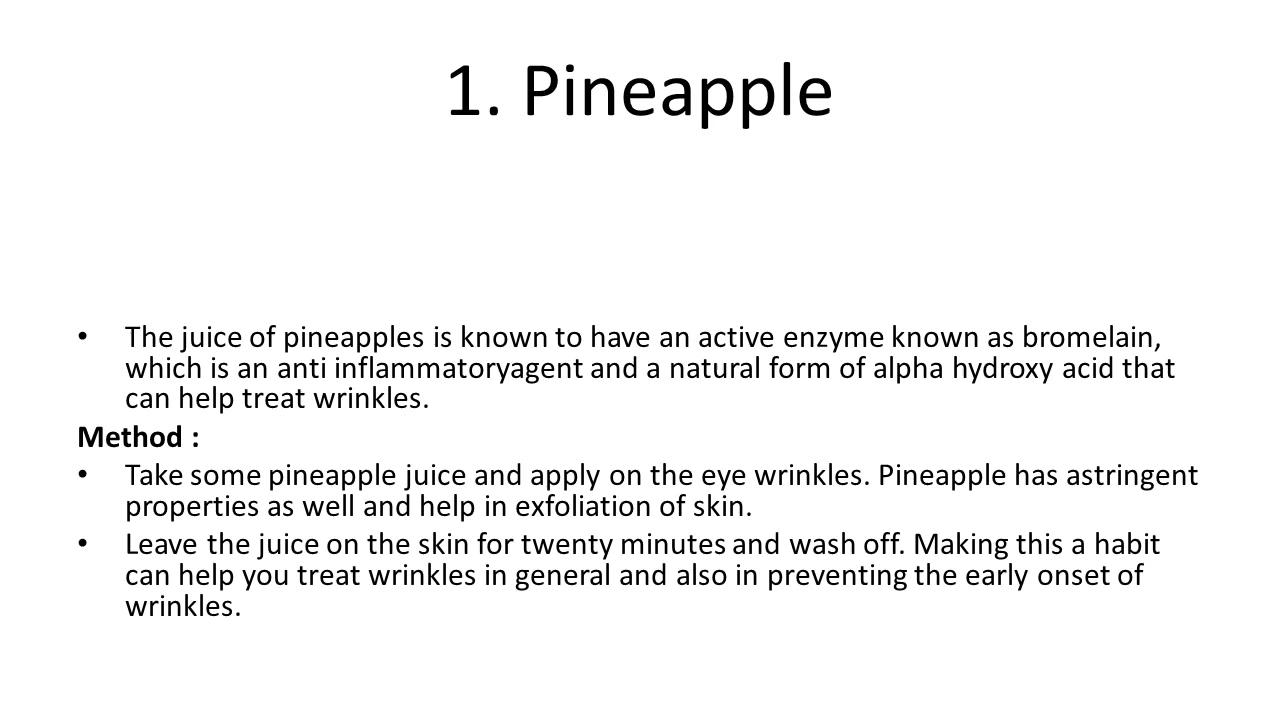 1. Pineapple
• The juice of pineapples is known to have an active enzyme known as bromelain,
which is an anti inflammatoryagent and a natural form of alpha hydroxy acid that
can help treat wrinkles.
Method :
• Take some pineapple juice and apply on the eye wrinkles. Pineapple has astringent
properties as well and help in exfoliation of skin.
• Leave the juice on the skin for twenty minutes and wash off. Making this a habit
can help you treat wrinkles in general and also in preventing the early onset of
wrinkles.